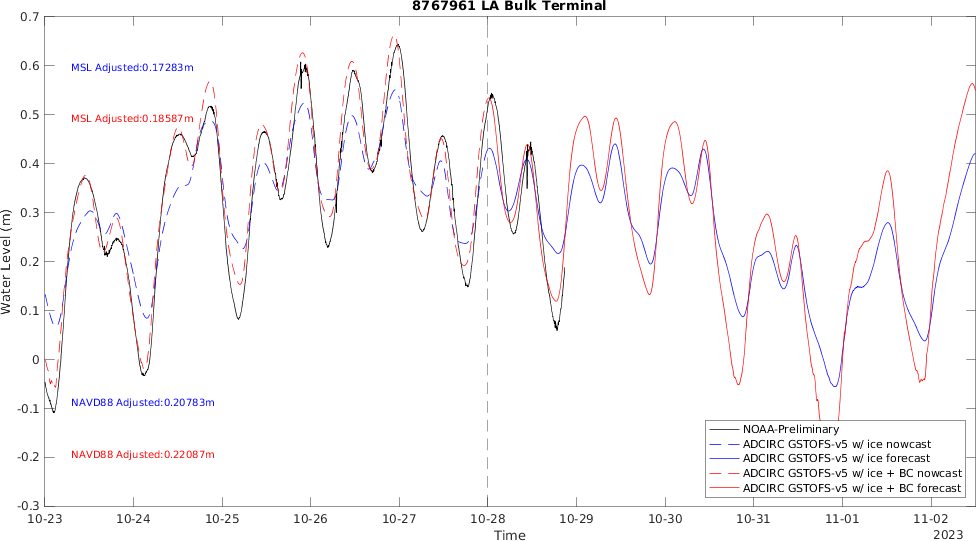 8767961 LA Bulk Terminal
0.7
0.6
0.5
0.4
0.3
0.2
0.1
0
-0.1
-0.2
-0.3
Water Level (m)
MSL Adjusted:0.17283m
MSL Adjusted:0.18587m
NAVD88 Adjusted:0.20783m
NAVD88 Adjusted:0.22087m
NOAA-Preliminary
ADCIRC GSTOFS-v5 w/ ice nowcast
ADCIRC GSTOFS-v5 w/ ice forecast
ADCIRC GSTOFS-v5 w/ ice + BC nowcast
ADCIRC GSTOFS-v5 w/ ice + BC forecast
10-23 10-24 10-25 10-26 10-27 10-28 10-29 10-30 10-31 11-01 11-02
Time
2023